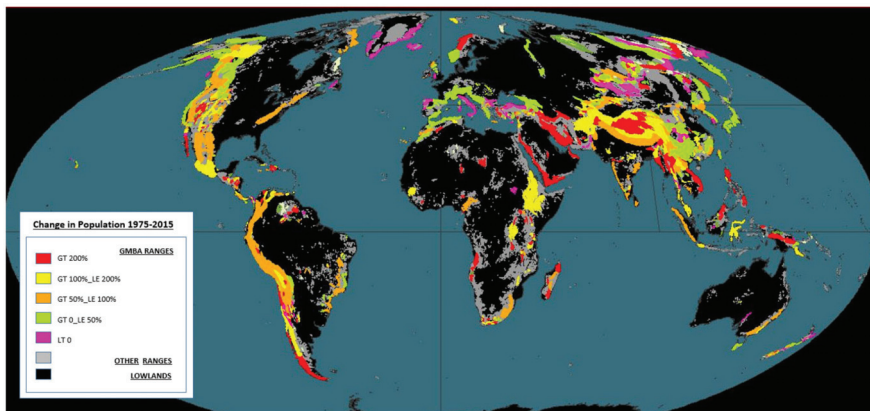 Change in Population 1975-2015
GMBA RANGES
GT 200%
GT 100%_LE 200%
GT 50%_LE 100%
GT 0_LE 50%
LT 0
OTHER RANGES
LOWLANDS